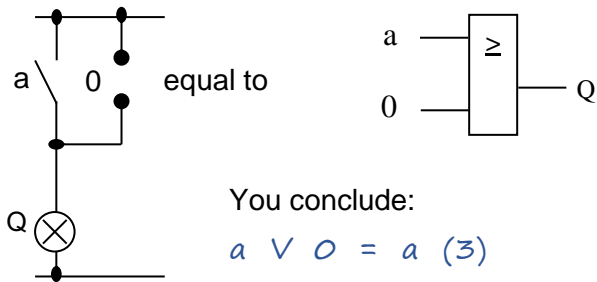 a
0
equal to
a
0
≥
Q
Q
You conclude:
a V 0 = a (3)